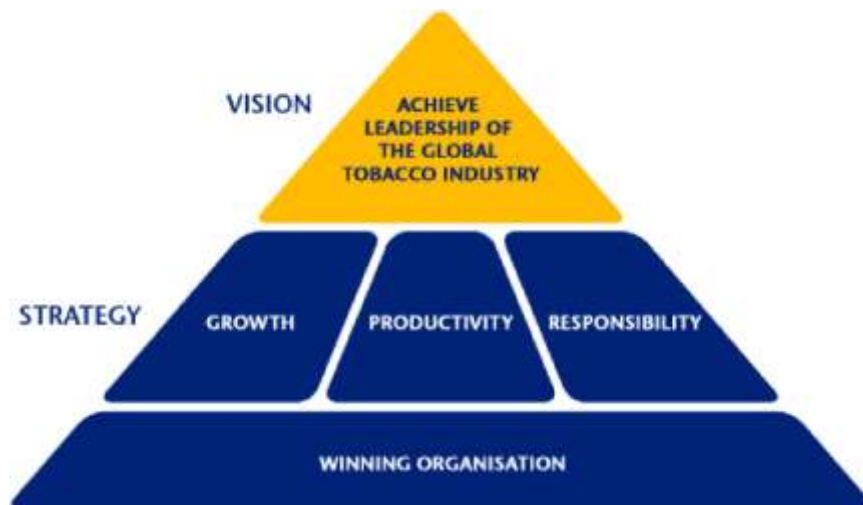 VISION
ACHIEVE
LEADERSHIP OF
THE GLOBAL
TOBACCO INDUSTRY
STRATEGY
GROWTH
PRODUCTIVITY
RESPONSIBILITY
WINNING ORGANISATION